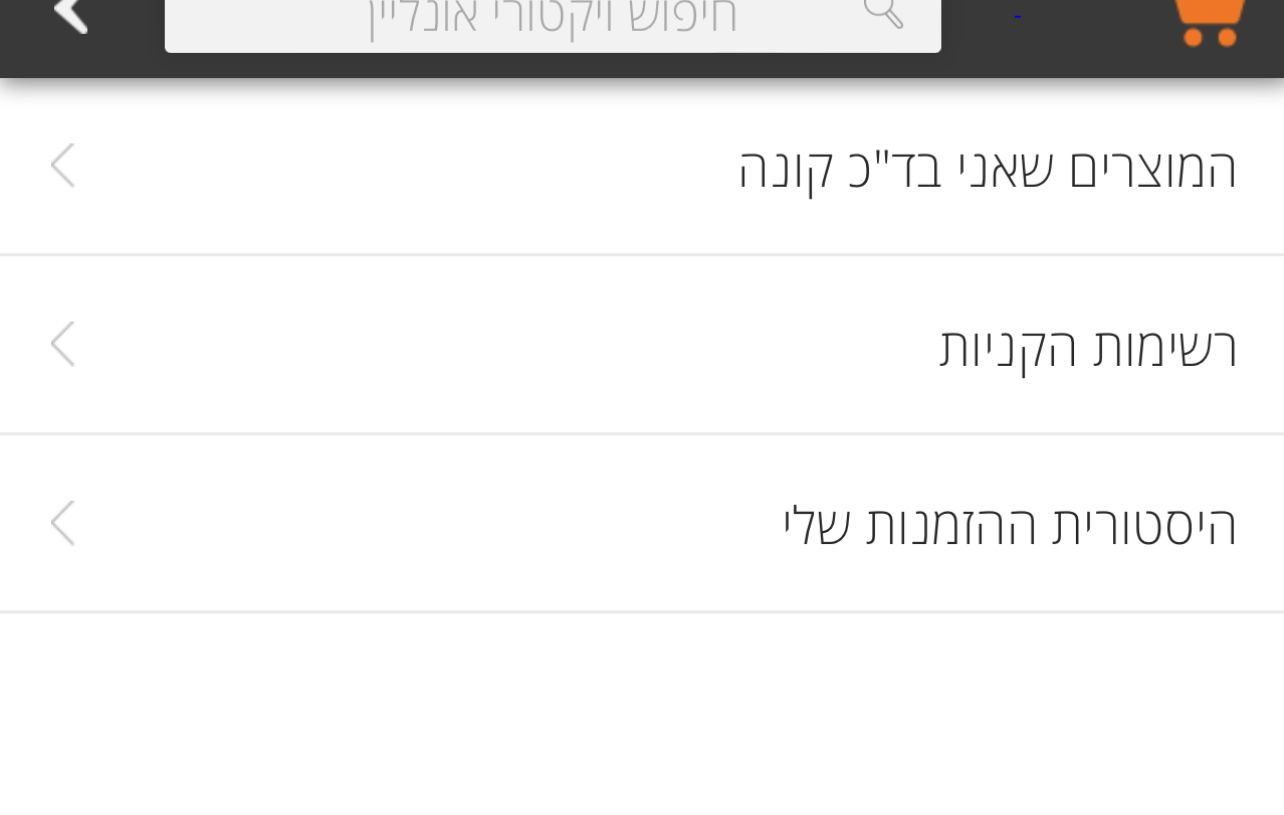 חיפוש ויקטורי אונליין
המוצרים שאני בד"כ קונה
רשימות הקניות
היסטורית ההזמנות שלי